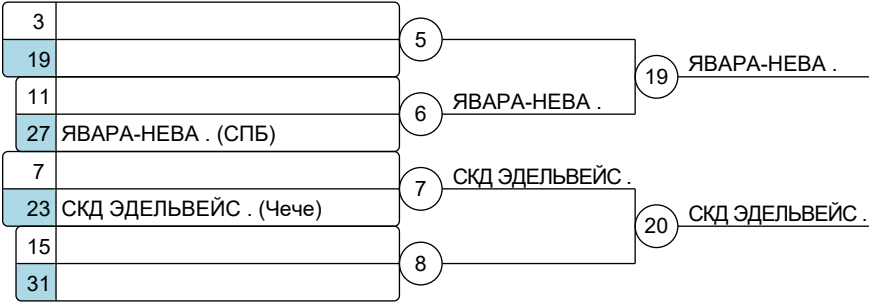 3
5
19
ЯВАРА-НЕВА .
19
11
ЯВАРА-НЕВА .
6
27 ЯВАРА-НЕВА . (СПБ)
7
СКД ЭДЕЛЬВЕЙС .
7
23 СКД ЭДЕЛЬВЕЙС . (Чече)
СКД ЭДЕЛЬВЕЙС .
20
15
8
31